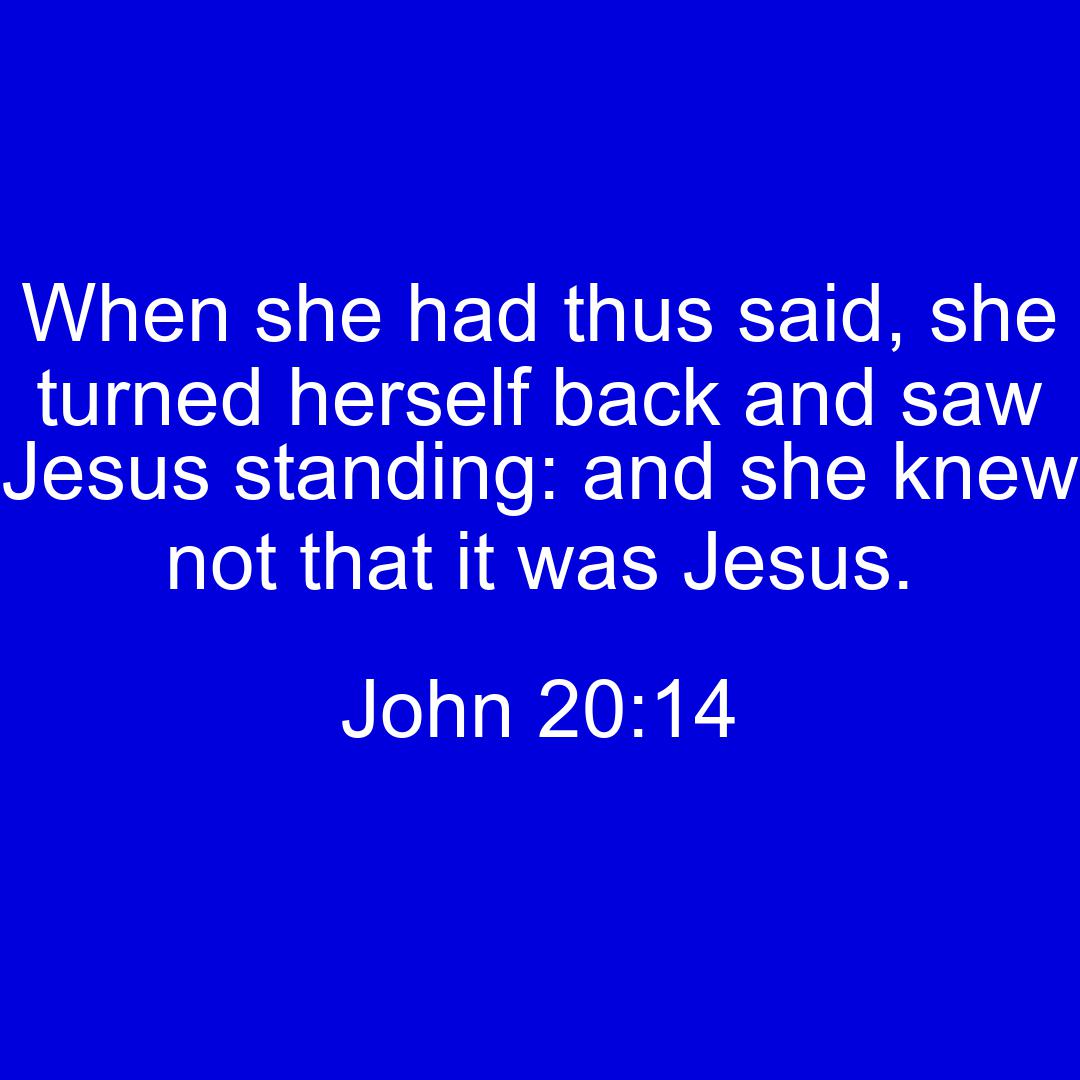 When she had thus said, she
turned herself back and saw
Jesus standing: and she knew
not that it was Jesus.
John 20:14